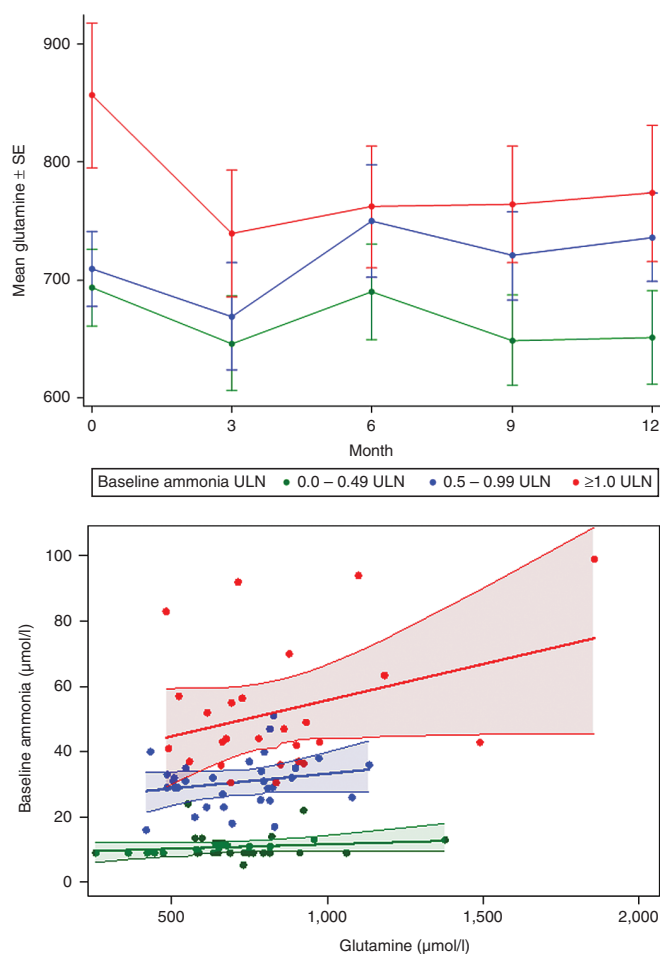 900
800
700
600
Mean glutamine ± SE
0 3 6 9 12
Month
Baseline ammonia ULN 0.0 – 0.49 ULN 0.5 – 0.99 ULN ≥1.0 ULN
100
80
60
40
20
0
Baseline ammonia (μmol/l)
500 1,000 1,500 2,000
Glutamine (μmol/l)